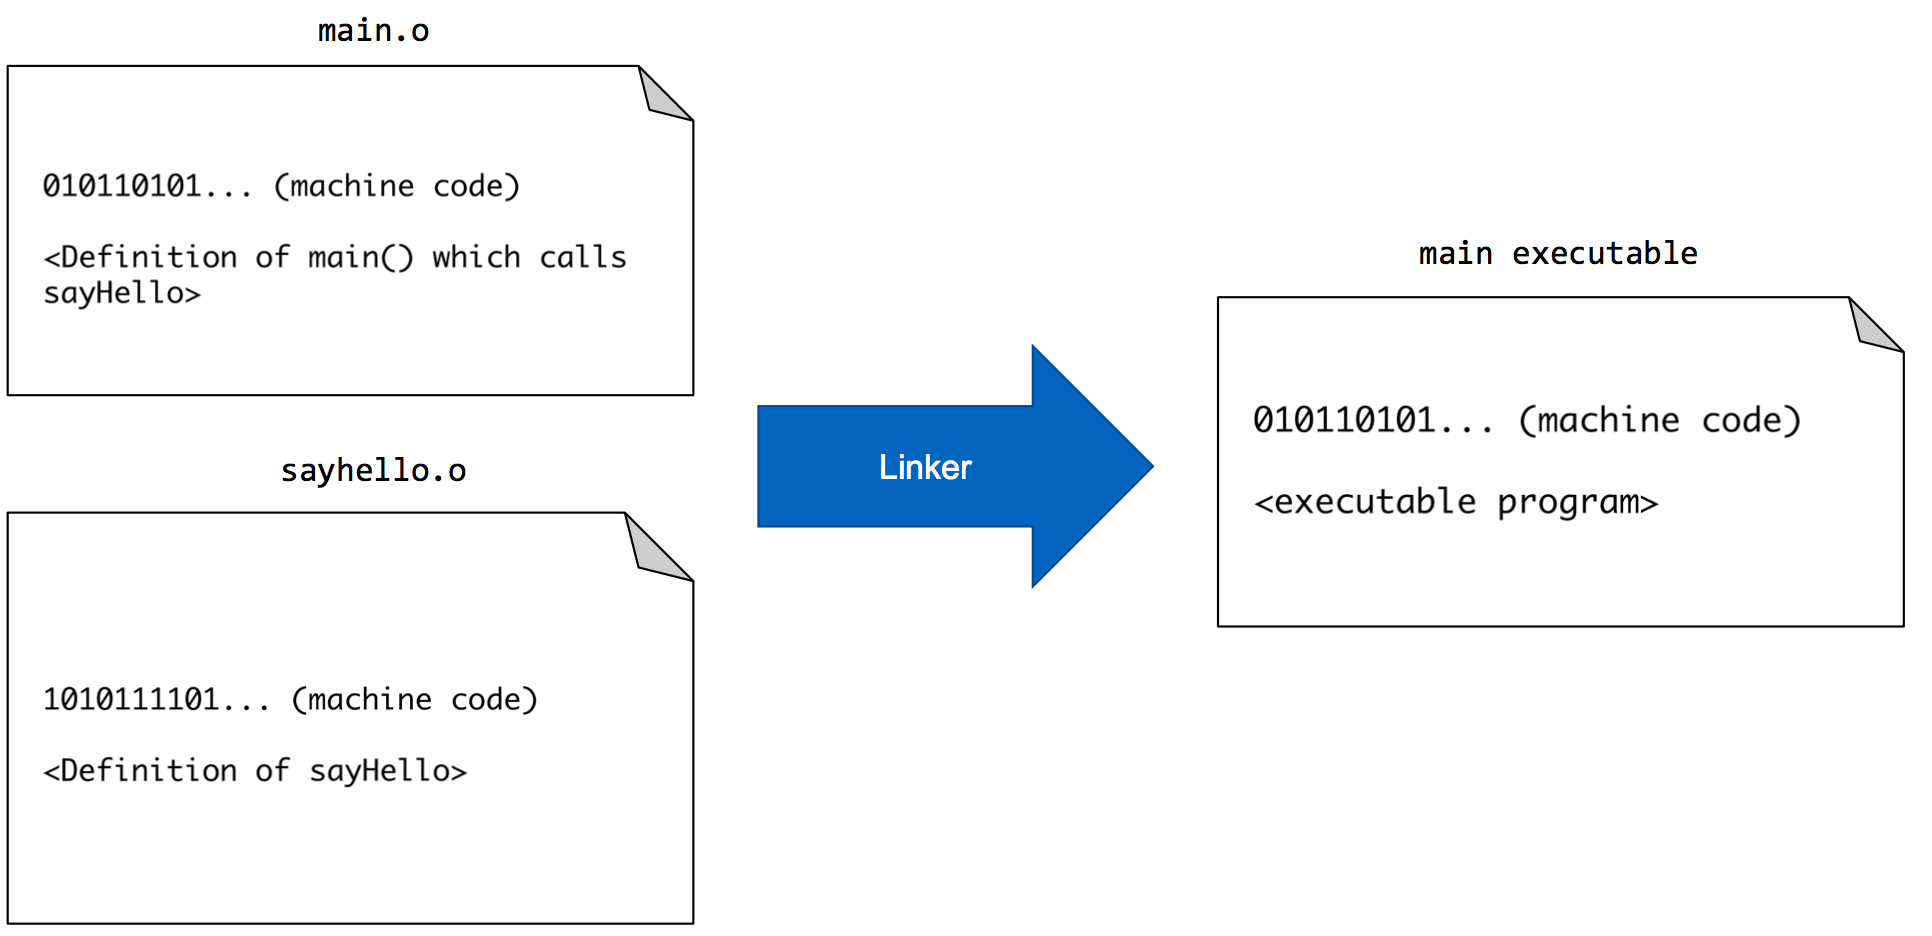 main.o
010110101... (machine code)
<Definition of main() which calls
sayHello>
sayhello.o
1010111101... (machine code)
<Definition of sayHello>
Linker
main executable
010110101... (machine code)
<executable program>